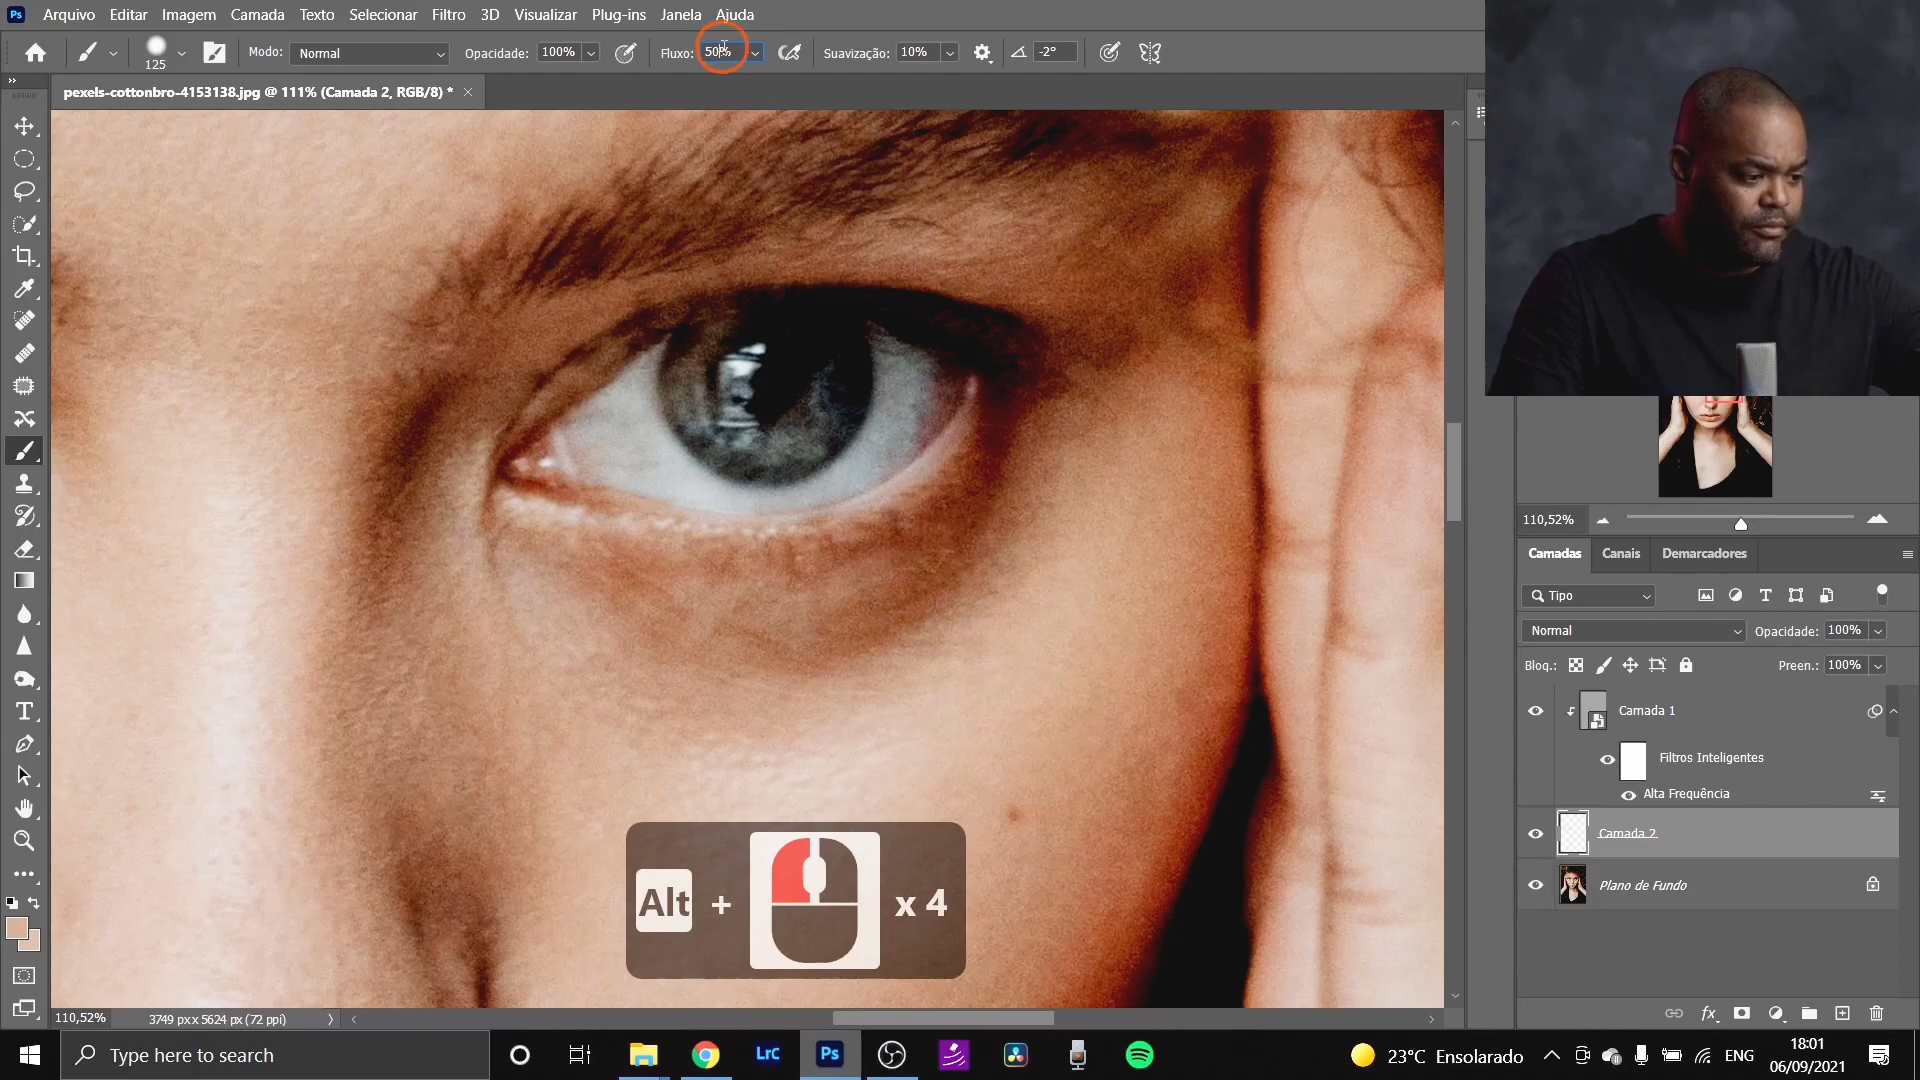 Ps Arquivo Editar Imagem Camada Texto Selecionar Filtro 3D Visualizar Plug-ins Janela Ajuda
125 Modo: Normal Opacidade: 100% Fluxo: 50% Suavização: 10% -2°
pexels-cottonbro-4153138.jpg @ 111% (Camada 2, RGB/8) *
110,52%
Camadas Canais Demarcadores
Tipo
Normal Opacidade: 100%
Bloq.: Preen.: 100%
Camada 1
Filtros Inteligentes
Alta Frequência
Camada 2
Plano de Fundo
fx
Alt + x 4
110,52% 3749 px x 5624 px (72 ppi)
Type here to search LrC Ps 23°C Ensolarado ENG 18:01
06/09/2021